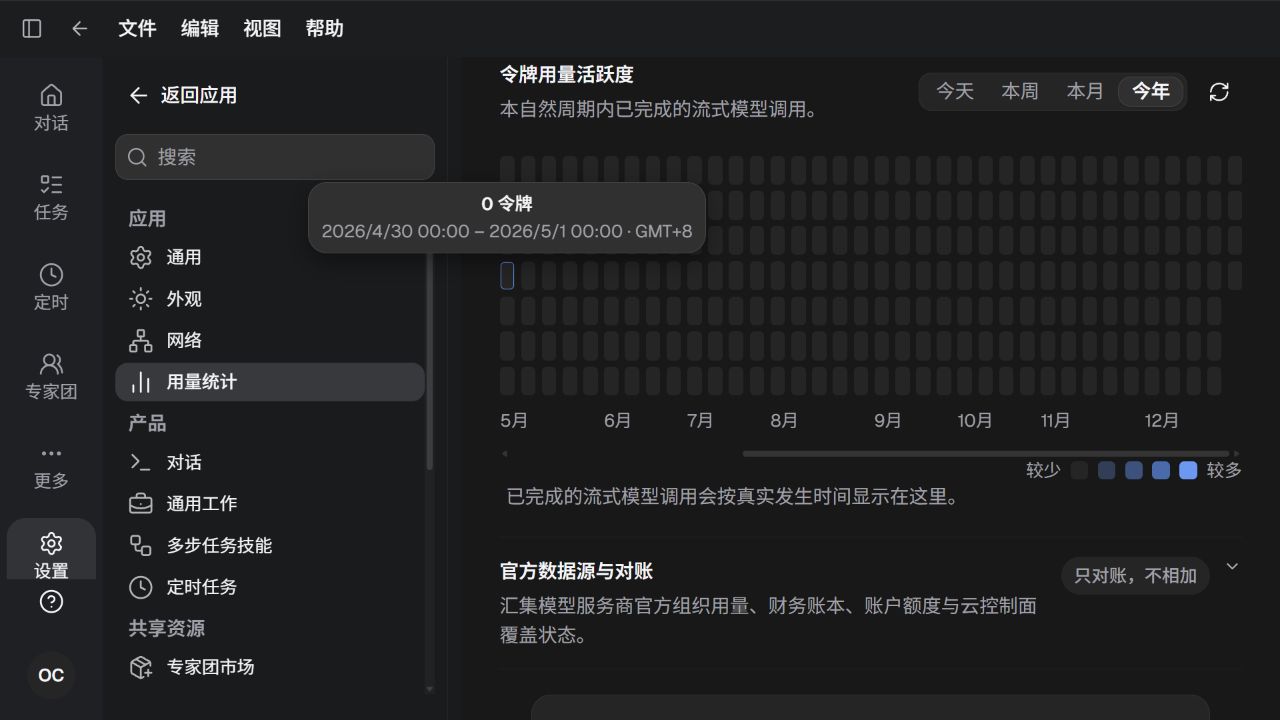 文件 编辑 视图 帮助
对话
任务
定时
专家团
更多
设置
OC
返回应用
搜索
应用
通用
外观
网络
用量统计
产品
对话
通用工作
多步任务技能
定时任务
共享资源
专家团市场
令牌用量活跃度
本自然周期内已完成的流式模型调用。
今天 本周 本月 今年
0 令牌
2026/4/30 00:00 – 2026/5/1 00:00 · GMT+8
5月 6月 7月 8月 9月 10月 11月 12月
较少 较多
已完成的流式模型调用会按真实发生时间显示在这里。
官方数据源与对账
只对账，不相加
汇集模型服务商官方组织用量、财务账本、账户额度与云控制面
覆盖状态。